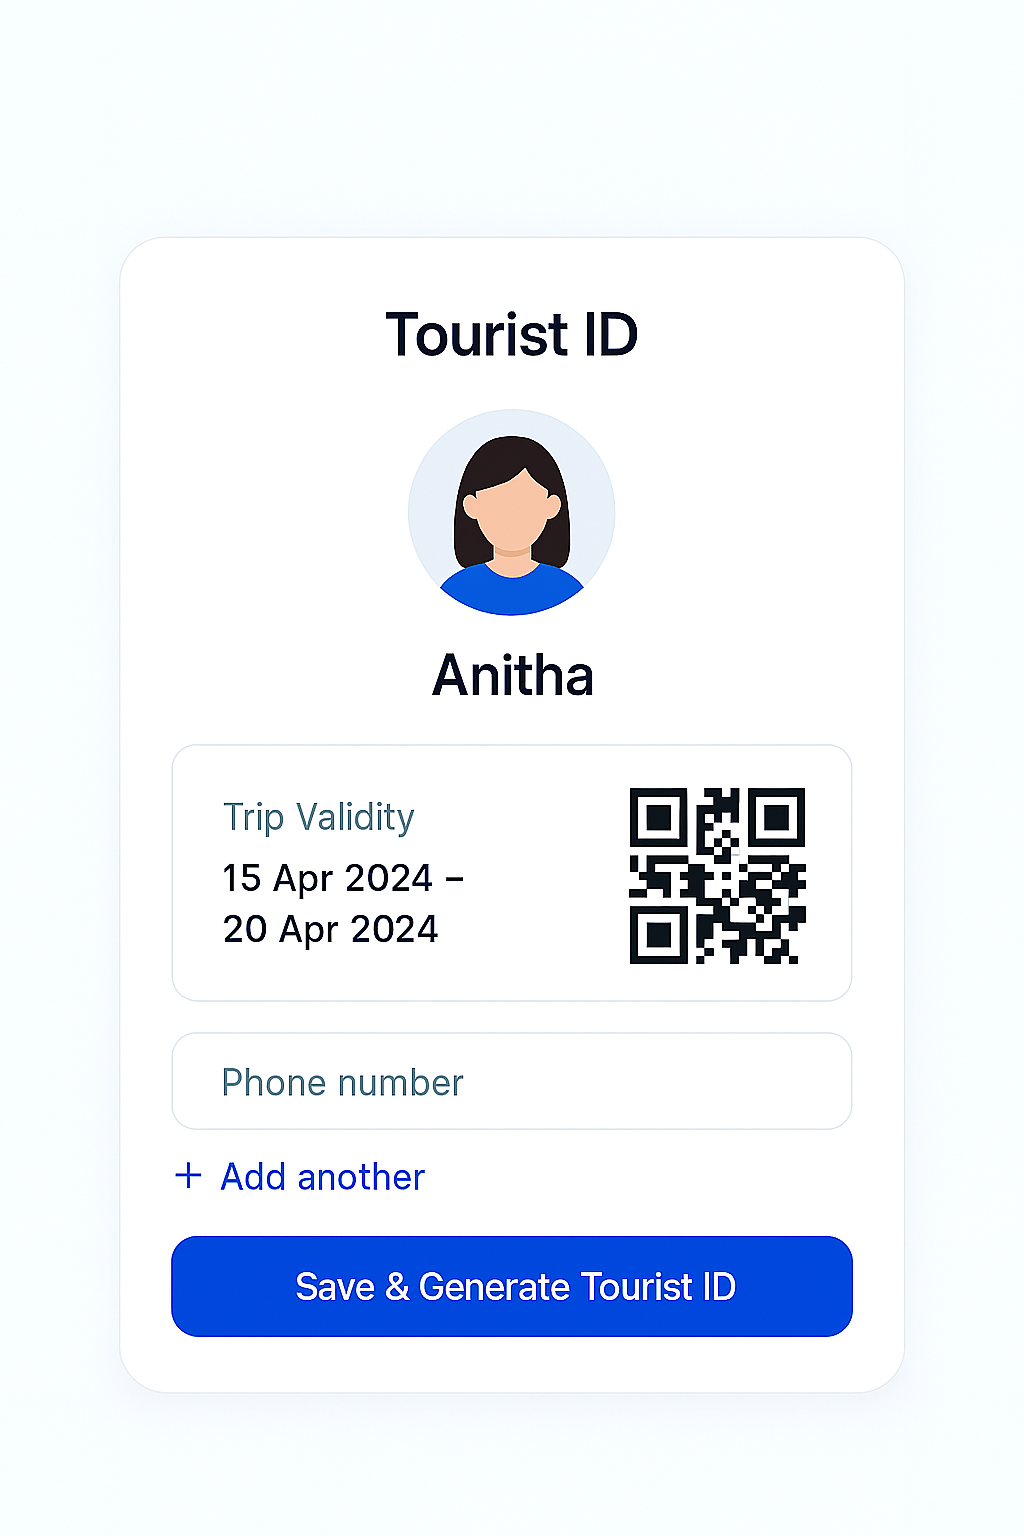 Tourist ID
Anitha
Trip Validity
15 Apr 2024 –
20 Apr 2024
Phone number
+ Add another
Save & Generate Tourist ID